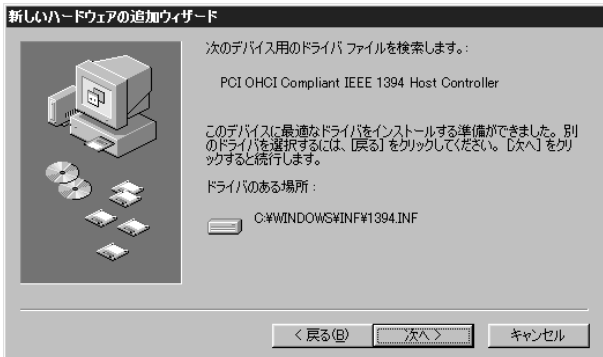 新しいハードウェアの追加ウィザード
次のデバイス用のドライバ ファイルを検索します。:
PCI OHCI Compliant IEEE 1394 Host Controller
このデバイスに最適なドライバをインストールする準備ができました。別
のドライバを選択するには、[戻る] をクリックしてください。[次へ] をクリ
ックすると続行します。
ドライバのある場所:
C:¥WINDOWS¥INF¥1394.INF
< 戻る(B)
次へ >
キャンセル